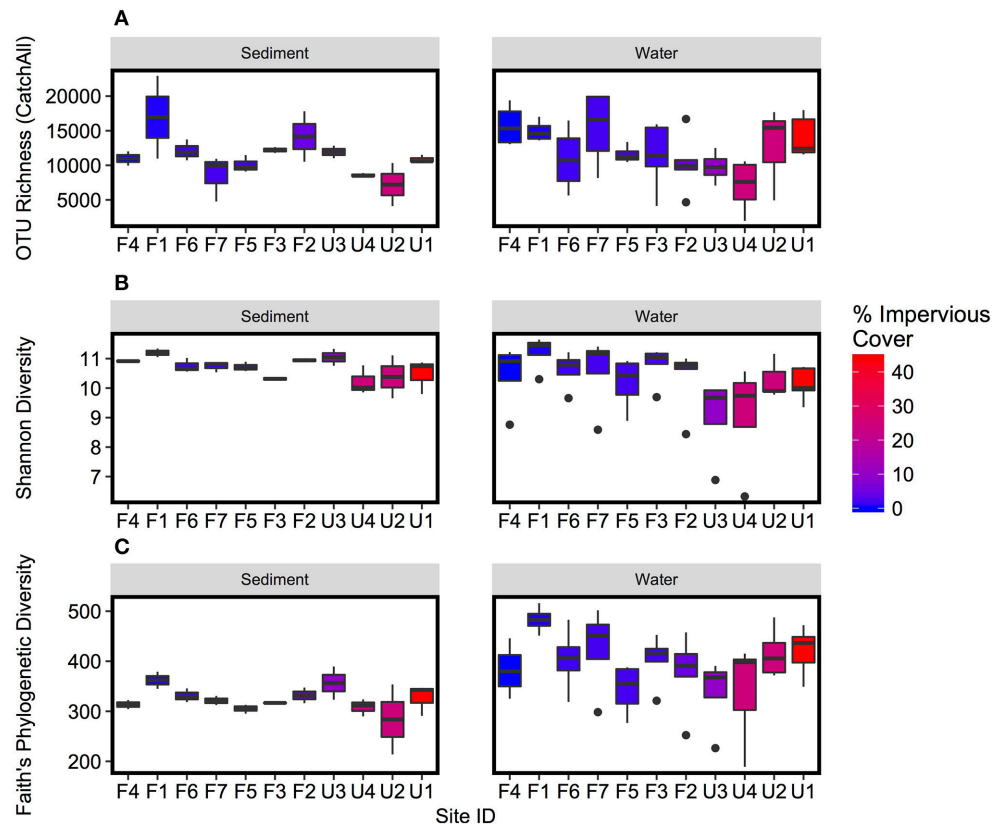 A
Sediment Water
OTU Richness (CatchAll)
20000
15000
10000
5000
F4 F1 F6 F7 F5 F3 F2 U3 U4 U2 U1 F4 F1 F6 F7 F5 F3 F2 U3 U4 U2 U1
B
Sediment Water
Shannon Diversity
11
10
9
8
7
F4 F1 F6 F7 F5 F3 F2 U3 U4 U2 U1 F4 F1 F6 F7 F5 F3 F2 U3 U4 U2 U1
% Impervious
Cover
40
30
20
10
0
C
Sediment Water
Faith's Phylogenetic Diversity
500
400
300
200
F4 F1 F6 F7 F5 F3 F2 U3 U4 U2 U1 F4 F1 F6 F7 F5 F3 F2 U3 U4 U2 U1
Site ID